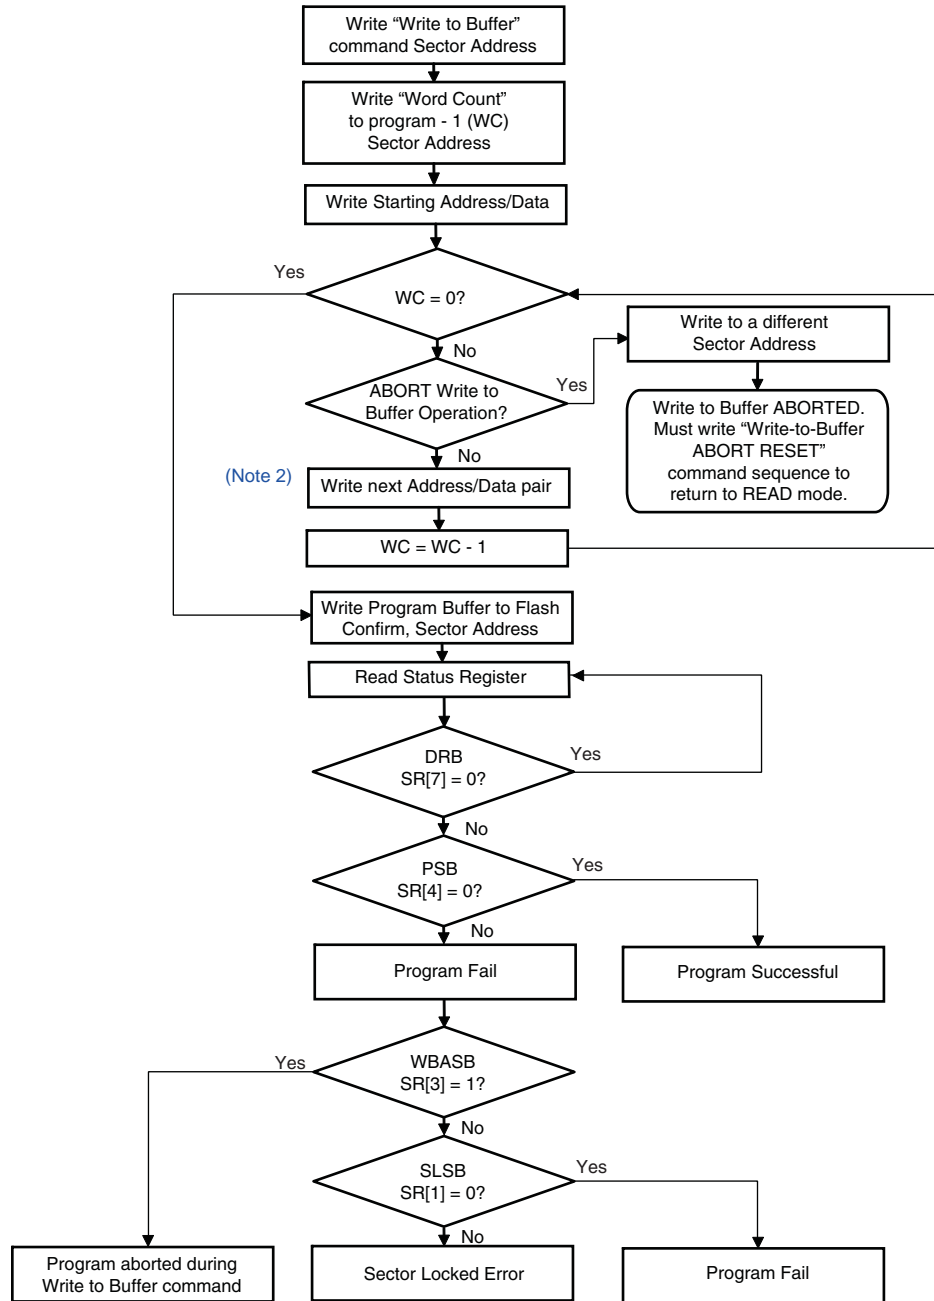 Write “Write to Buffer”
command Sector Address
Write “Word Count”
to program - 1 (WC)
Sector Address
Write Starting Address/Data
Yes
WC = 0?
No
Write to a different
Sector Address
ABORT Write to
Buffer Operation?
Yes
Write to Buffer ABORTED.
Must write “Write-to-Buffer
ABORT RESET”
command sequence to
return to READ mode.
No
(Note 2)
Write next Address/Data pair
WC = WC - 1
Write Program Buffer to Flash
Confirm, Sector Address
Read Status Register
DRB
SR[7] = 0?
Yes
No
PSB
SR[4] = 0?
Yes
No
Program Fail
Program Successful
Yes
WBASB
SR[3] = 1?
No
SLSB
SR[1] = 0?
Yes
No
Program aborted during
Write to Buffer command
Sector Locked Error
Program Fail